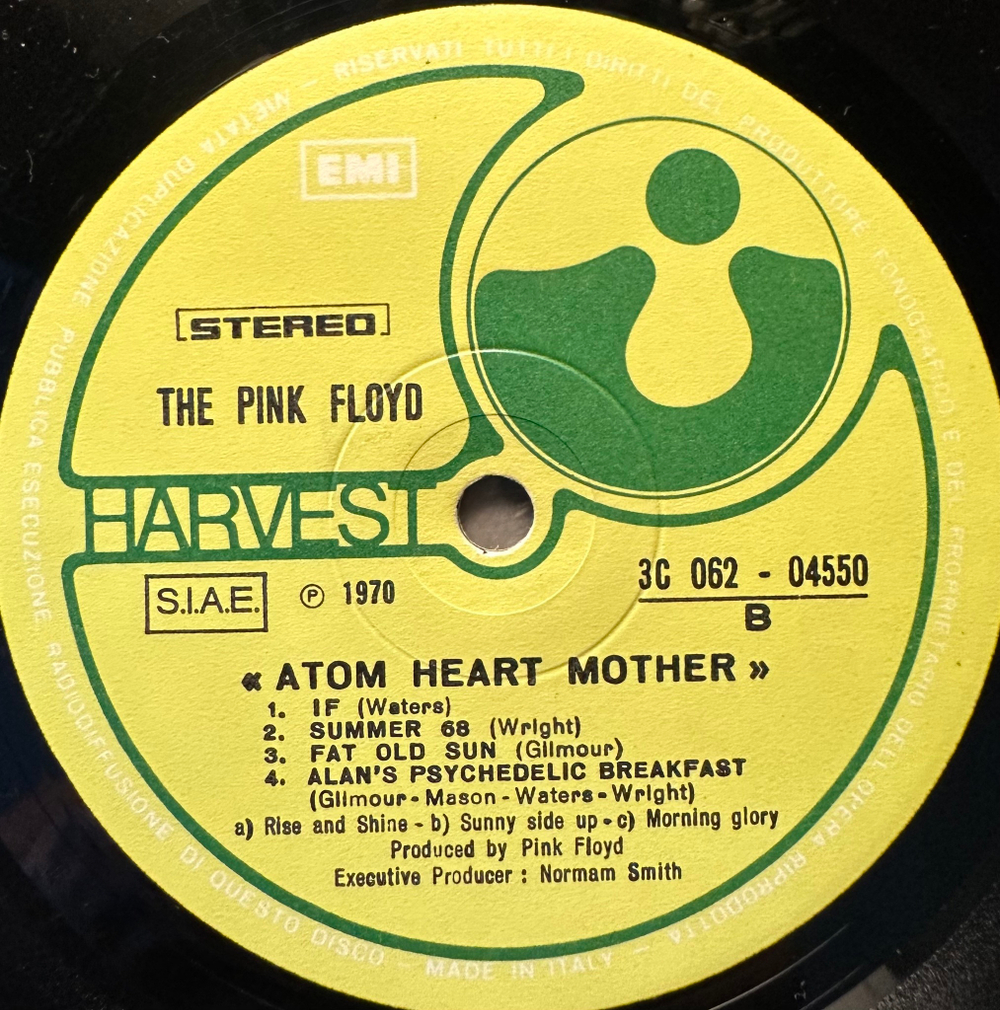 RISERVATI TUTTI I DIRITTI DEL PRODUTTORE FONOGRAFICO E DEL PROPRIETARIO DELL'OPERA RIPRODOTTA – MADE IN ITALY – VIETATA DUPLICAZIONE PUBBLICA ESECUZIONE RADIODIFFUSIONE DI QUESTO DISCO –
EMI
STEREO
THE PINK FLOYD
HARVEST
S.I.A.E. Ⓟ 1970
3C 062 - 04550
B
« ATOM HEART MOTHER »
1. IF (Waters)
2. SUMMER 68 (Wright)
3. FAT OLD SUN (Gilmour)
4. ALAN'S PSYCHEDELIC BREAKFAST
(Gilmour-Mason-Waters-Wright)
a) Rise and Shine - b) Sunny side up - c) Morning glory
Produced by Pink Floyd
Executive Producer : Normam Smith